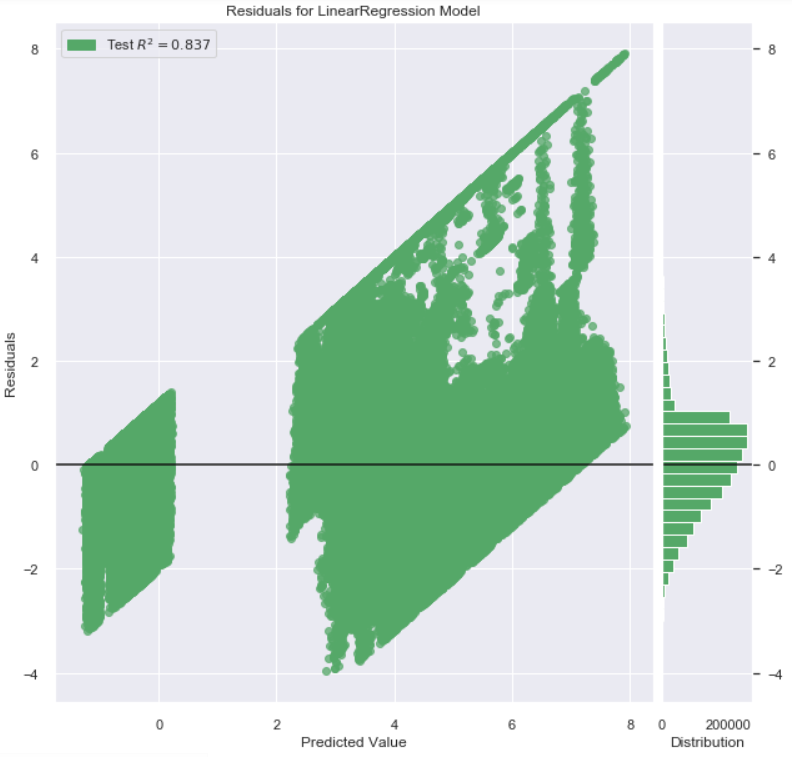 Residuals for LinearRegression Model
Test R² = 0.837
8
6
4
2
0
−2
−4
Residuals
8
6
4
2
0
−2
−4
0 2 4 6 8
Predicted Value
0 200000
Distribution